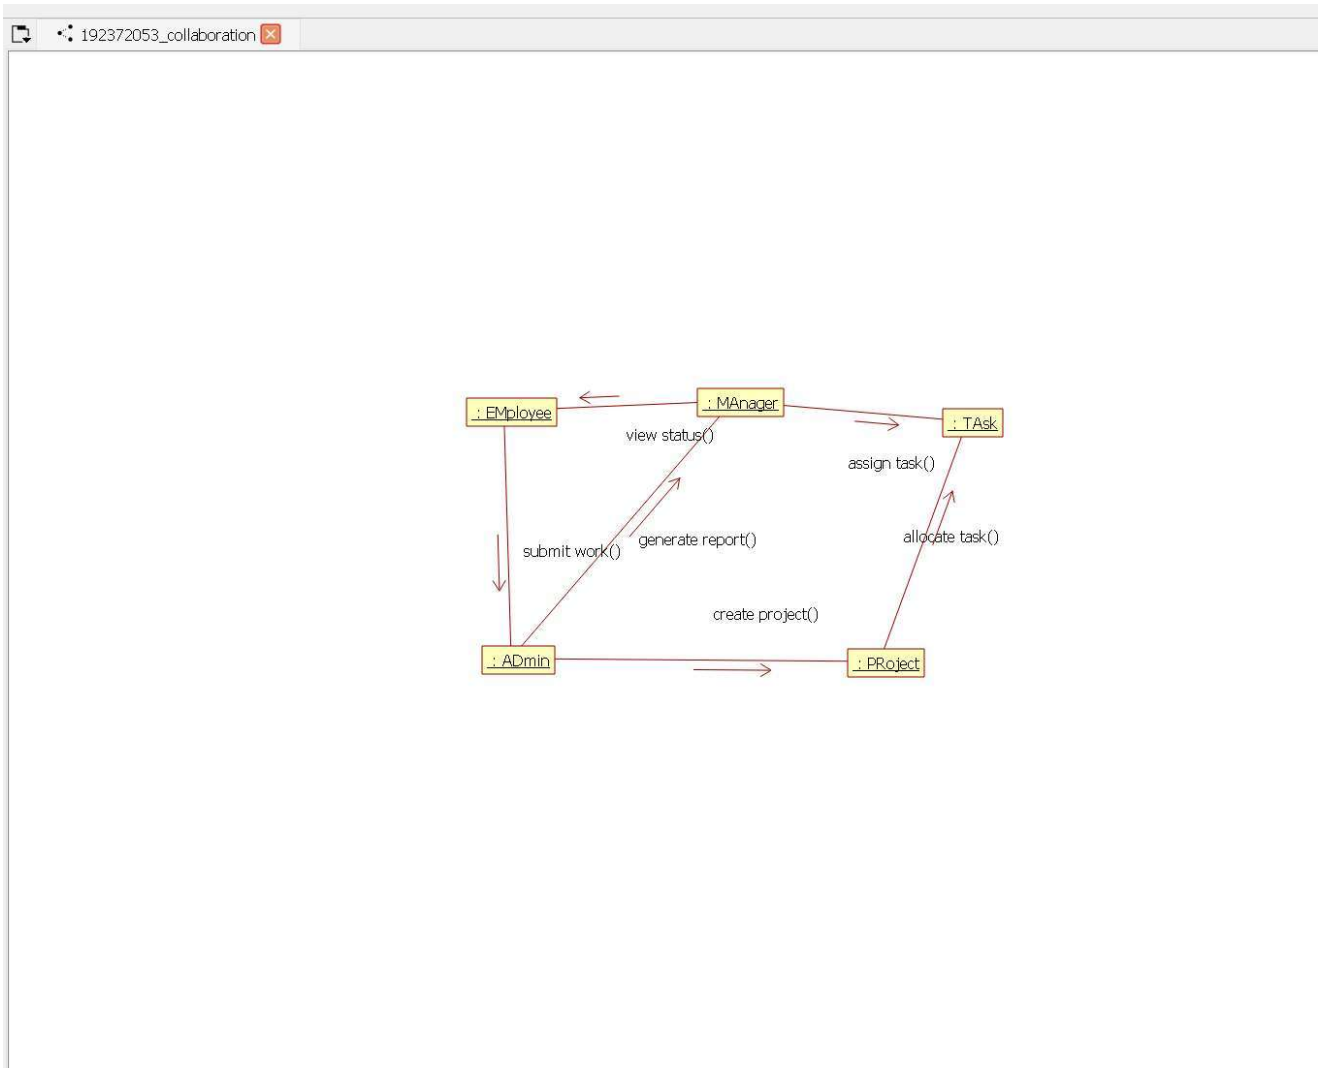 192372053_collaboration
: EMployee
: MAnager
: TAsk
view status()
assign task()
submit work()
generate report()
allocate task()
create project()
: ADmin
: PRoject